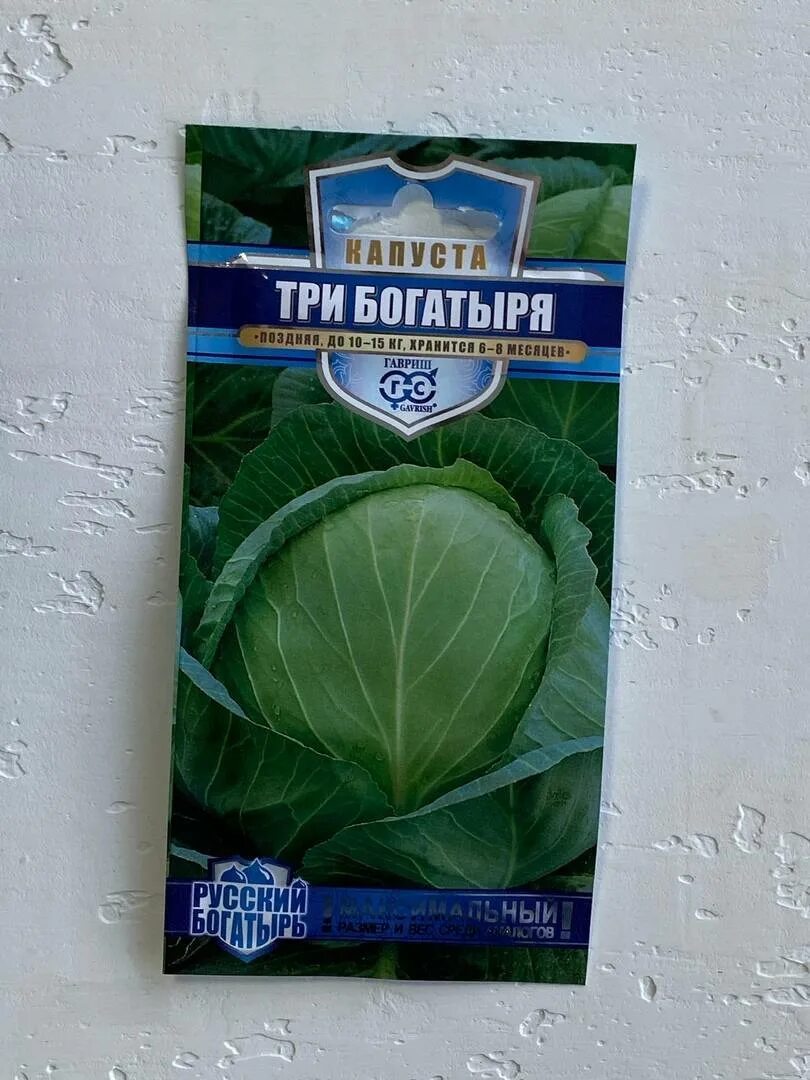 КАПУСТА
ТРИ БОГАТЫРЯ
•ПОЗДНЯЯ, ДО 10–15 КГ, ХРАНИТСЯ 6–8 МЕСЯЦЕВ•
ГАВРИШ
ГС
GAVRISH®
РУССКИЙ
БОГАТЫРЬ
! МАКСИМАЛЬНЫЙ !
РАЗМЕР И ВЕС СРЕДИ АНАЛОГОВ